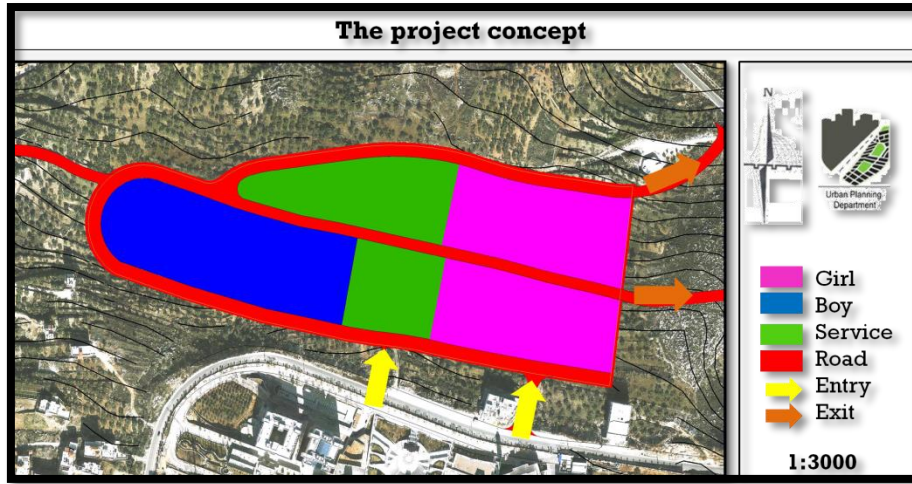 The project concept
N
Urban Planning
Department
Girl
Boy
Service
Road
Entry
Exit
1:3000